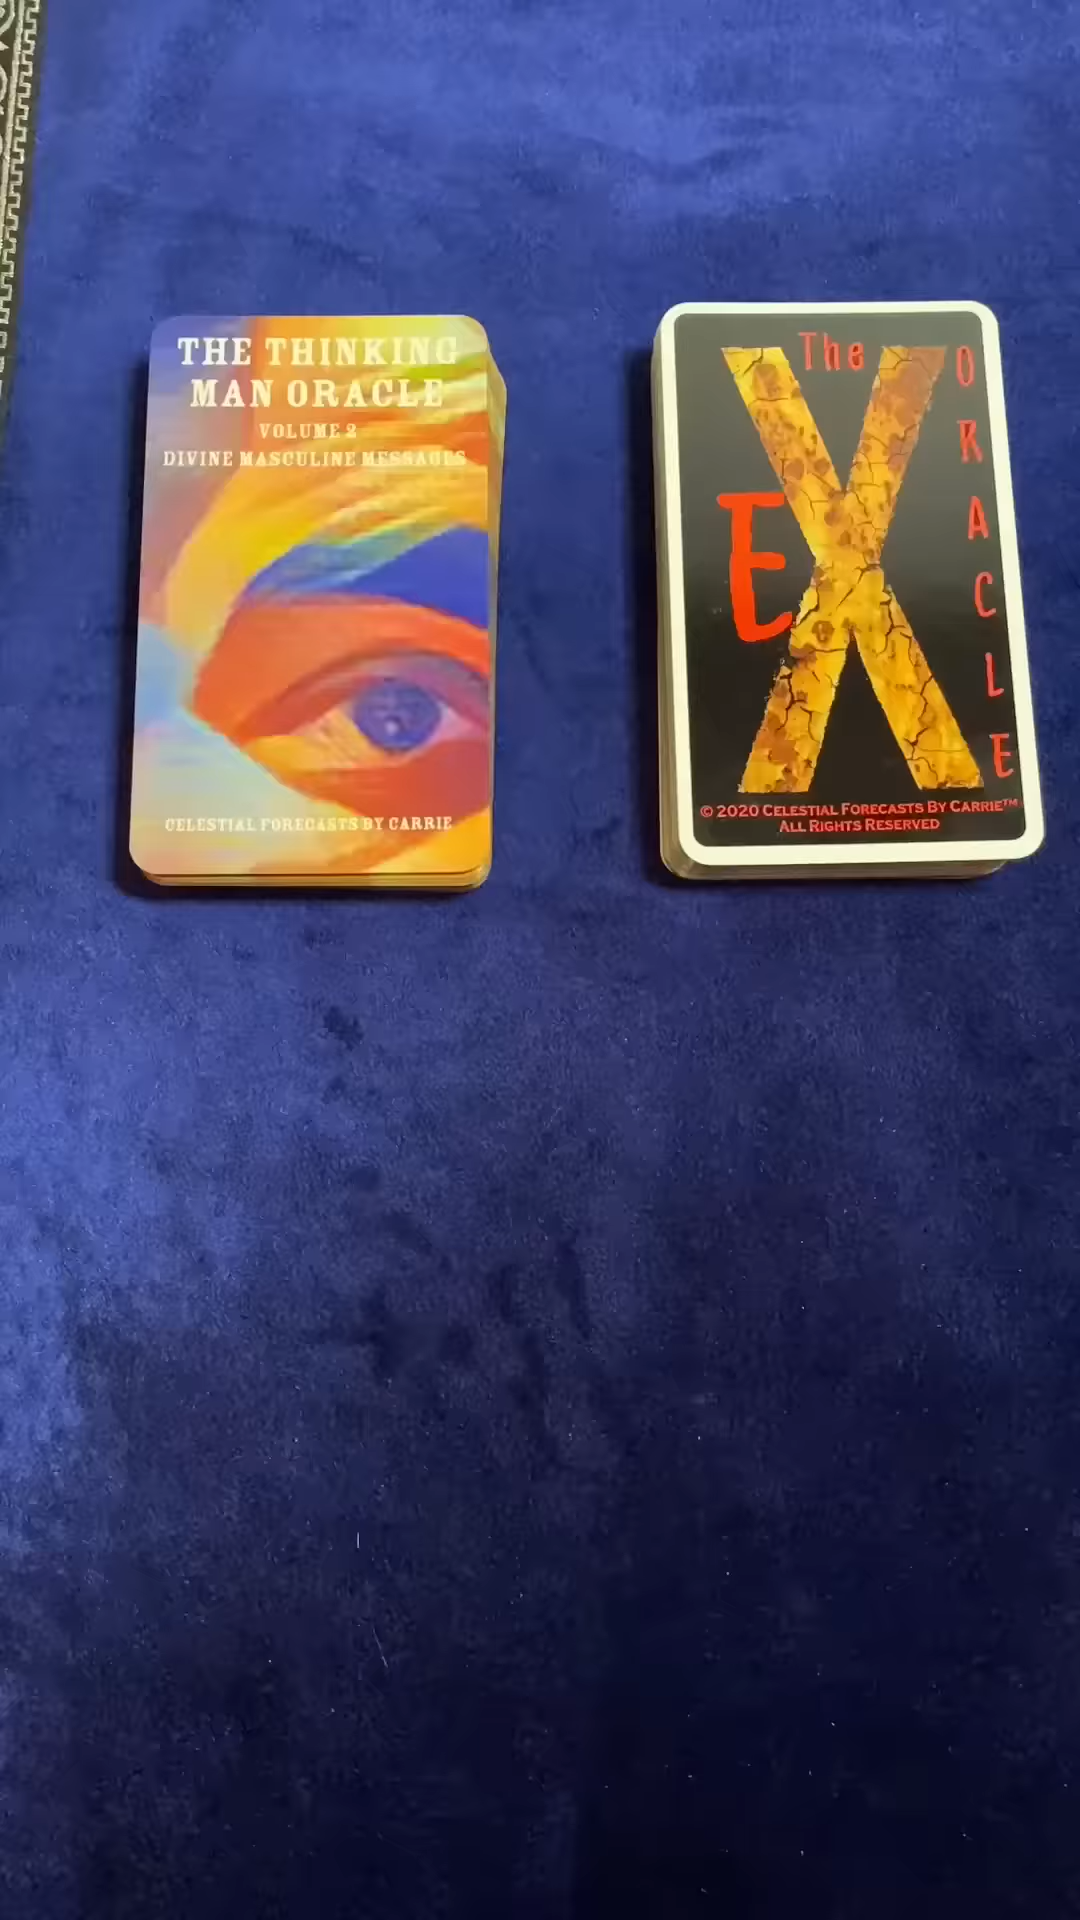 THE THINKING
MAN ORACLE
VOLUME 2
DIVINE MASCULINE MESSAGES
CELESTIAL FORECASTS BY CARRIE
The
EX
ORACLE
© 2020 CELESTIAL FORECASTS BY CARRIE™
ALL RIGHTS RESERVED